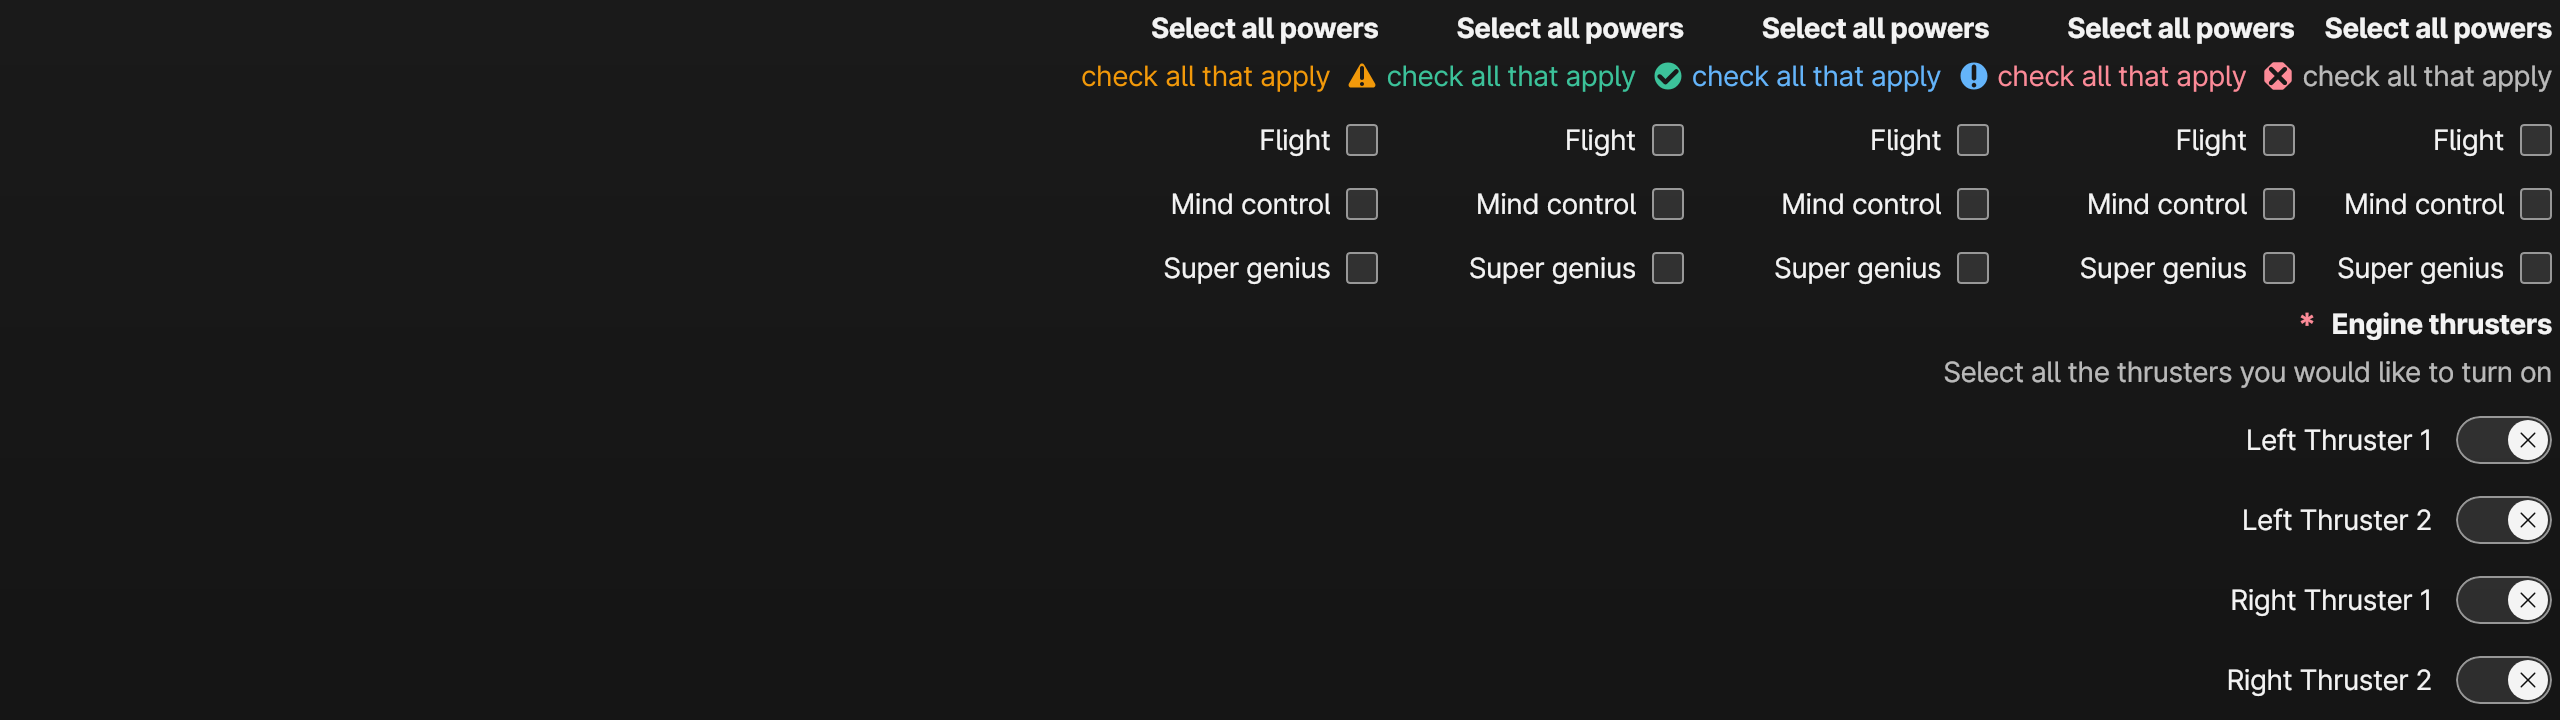 Select all powers Select all powers Select all powers Select all powers Select all powers
check all that apply check all that apply check all that apply check all that apply check all that apply
Flight Flight Flight Flight Flight
Mind control Mind control Mind control Mind control Mind control
Super genius Super genius Super genius Super genius Super genius
* Engine thrusters
Select all the thrusters you would like to turn on
Left Thruster 1
Left Thruster 2
Right Thruster 1
Right Thruster 2